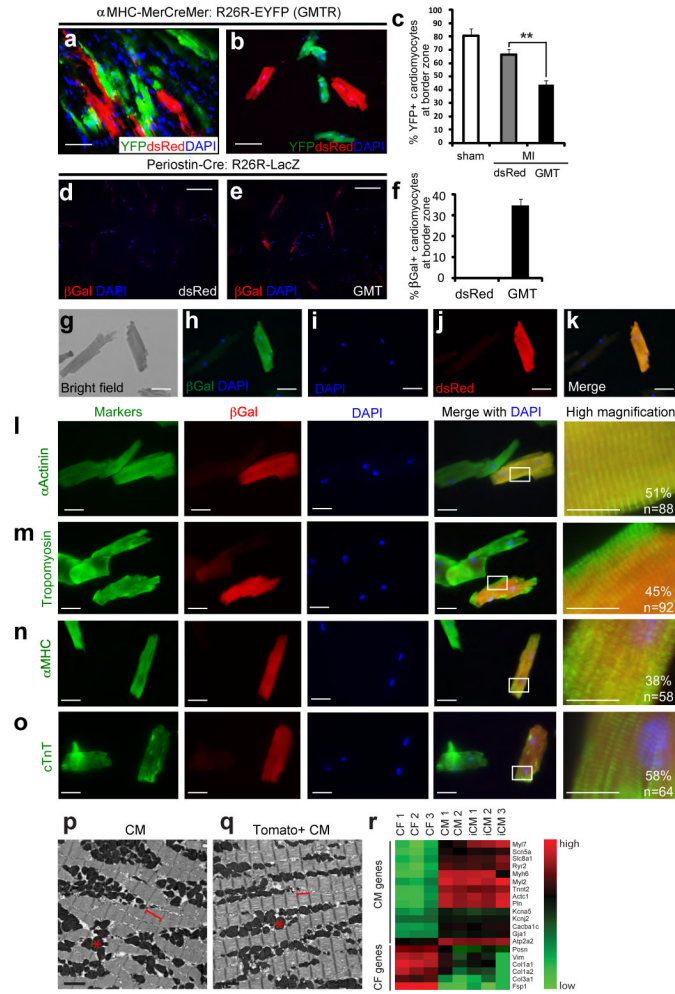 αMHC-MerCreMer: R26R-EYFP (GMTR)
a
YFPdsRedDAPI
b
YFPdsRedDAPI
c
**
% YFP+ cardiomyocytes
at border zone
100
90
80
70
60
50
40
30
20
10
0
sham
MI
dsRed
GMT
Periostin-Cre: R26R-LacZ
d
βGal DAPI
dsRed
e
βGal DAPI
GMT
f
% βGal+ cardiomyocytes
at border zone
40
30
20
10
0
dsRed
GMT
g
Bright field
h
βGal DAPI
i
DAPI
j
dsRed
k
Merge
Markers
βGal
DAPI
Merge with DAPI
High magnification
l
αActinin
51%
n=88
m
Tropomyosin
45%
n=92
n
αMHC
38%
n=58
o
cTnT
58%
n=64
p
CM
*
q
Tomato+ CM
*
r
CF 1
CF 2
CF 3
CM 1
CM 2
iCM 1
iCM 2
iCM 3
CM genes
Myl7
Scn5a
Slc8a1
Ryr2
Myh6
Myl2
Tnnt2
Actc1
Pln
Kcna5
Kcnj2
Cacba1c
Gja1
Atp2a2
CF genes
Posn
Vim
Col1a1
Col1a2
Col3a1
Fsp1
high
low